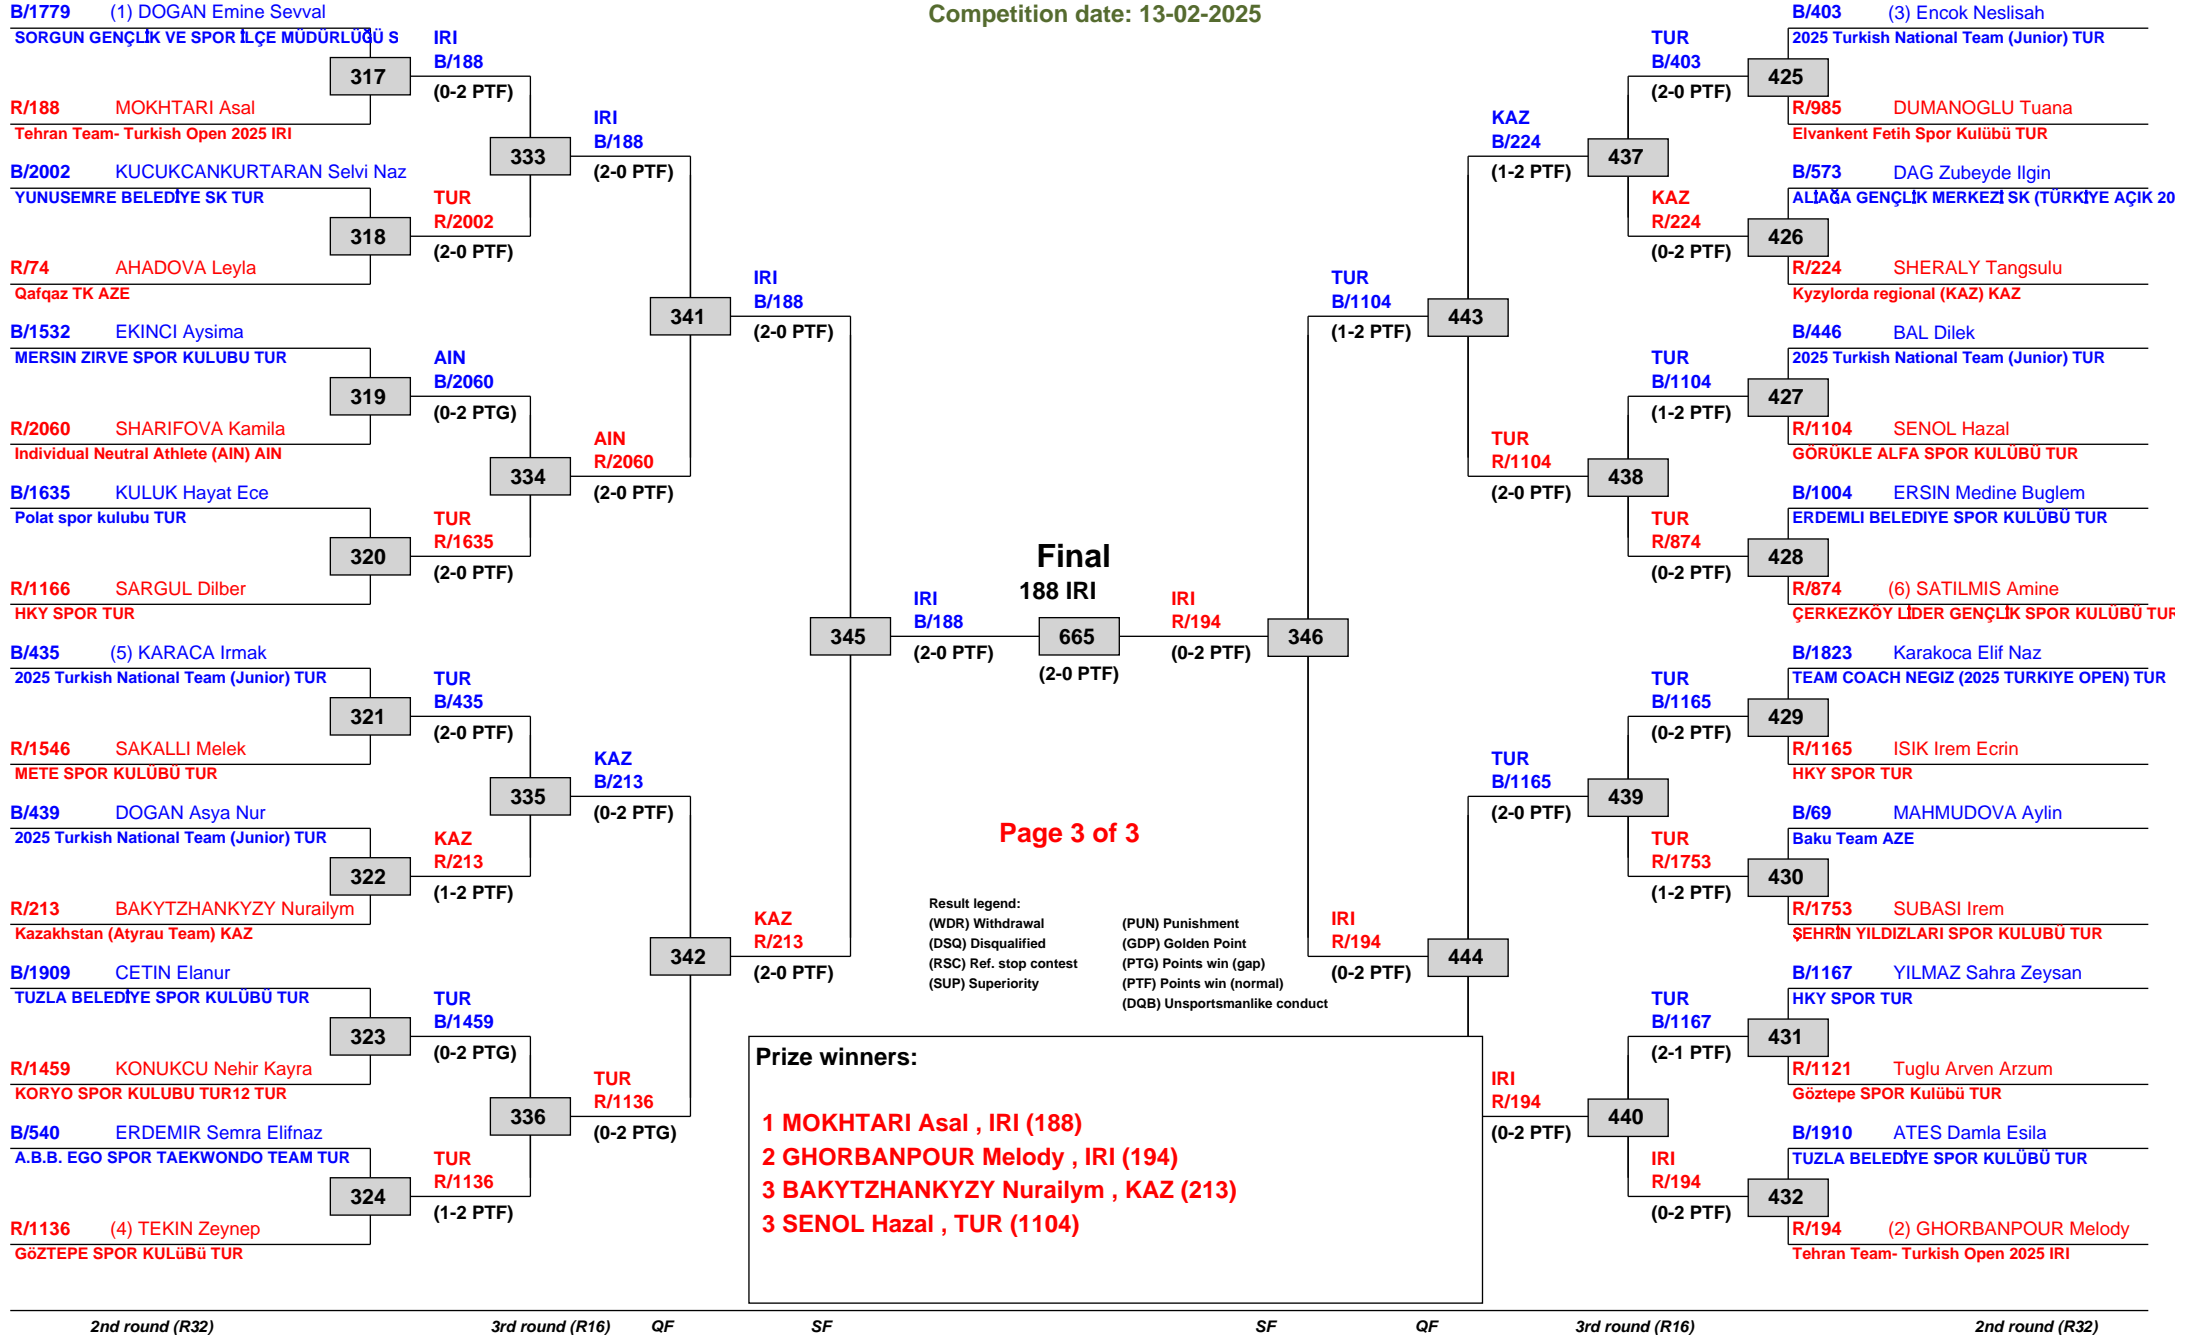 Competition date: 13-02-2025
B/1779 (1) DOGAN Emine Sevval
SORGUN GENÇLİK VE SPOR İLÇE MÜDÜRLÜĞÜ S
317
R/188 MOKHTARI Asal
Tehran Team- Turkish Open 2025 IRI
B/2002 KUCUKCANKURTARAN Selvi Naz
YUNUSEMRE BELEDİYE SK TUR
318
R/74 AHADOVA Leyla
Qafqaz TK AZE
B/1532 EKINCI Aysima
MERSIN ZIRVE SPOR KULUBU TUR
319
R/2060 SHARIFOVA Kamila
Individual Neutral Athlete (AIN) AIN
B/1635 KULUK Hayat Ece
Polat spor kulubu TUR
320
R/1166 SARGUL Dilber
HKY SPOR TUR
B/435 (5) KARACA Irmak
2025 Turkish National Team (Junior) TUR
321
R/1546 SAKALLI Melek
METE SPOR KULÜBÜ TUR
B/439 DOGAN Asya Nur
2025 Turkish National Team (Junior) TUR
322
R/213 BAKYTZHANKYZY Nurailym
Kazakhstan (Atyrau Team) KAZ
B/1909 CETIN Elanur
TUZLA BELEDİYE SPOR KULÜBÜ TUR
323
R/1459 KONUKCU Nehir Kayra
KORYO SPOR KULUBU TUR12 TUR
B/540 ERDEMIR Semra Elifnaz
A.B.B. EGO SPOR TAEKWONDO TEAM TUR
324
R/1136 (4) TEKIN Zeynep
GöZTEPE SPOR KULüBü TUR
IRI
B/188
(0-2 PTF)
333
TUR
R/2002
(2-0 PTF)
AIN
B/2060
(0-2 PTG)
334
TUR
R/1635
(2-0 PTF)
TUR
B/435
(2-0 PTF)
335
KAZ
R/213
(1-2 PTF)
TUR
B/1459
(0-2 PTG)
336
TUR
R/1136
(1-2 PTF)
IRI
B/188
(2-0 PTF)
341
AIN
R/2060
(2-0 PTF)
KAZ
B/213
(0-2 PTF)
342
TUR
R/1136
(0-2 PTG)
IRI
B/188
(2-0 PTF)
345
KAZ
R/213
(2-0 PTF)
IRI
B/188
(2-0 PTF)
Final
188 IRI
665
(2-0 PTF)
IRI
R/194
(0-2 PTF)
TUR
B/1104
(1-2 PTF)
346
IRI
R/194
(0-2 PTF)
KAZ
B/224
(1-2 PTF)
443
TUR
R/1104
(2-0 PTF)
TUR
B/1165
(2-0 PTF)
444
IRI
R/194
(0-2 PTF)
TUR
B/403
(2-0 PTF)
437
KAZ
R/224
(0-2 PTF)
TUR
B/1104
(1-2 PTF)
438
TUR
R/874
(0-2 PTF)
TUR
B/1165
(0-2 PTF)
439
TUR
R/1753
(1-2 PTF)
TUR
B/1167
(2-1 PTF)
440
IRI
R/194
(0-2 PTF)
B/403 (3) Encok Neslisah
2025 Turkish National Team (Junior) TUR
425
R/985 DUMANOGLU Tuana
Elvankent Fetih Spor Kulübü TUR
B/573 DAG Zubeyde Ilgin
ALİAĞA GENÇLİK MERKEZİ SK (TÜRKİYE AÇIK 20
426
R/224 SHERALY Tangsulu
Kyzylorda regional (KAZ) KAZ
B/446 BAL Dilek
2025 Turkish National Team (Junior) TUR
427
R/1104 SENOL Hazal
GÖRÜKLE ALFA SPOR KULÜBÜ TUR
B/1004 ERSIN Medine Buglem
ERDEMLI BELEDIYE SPOR KULÜBÜ TUR
428
R/874 (6) SATILMIS Amine
ÇERKEZKÖY LİDER GENÇLİK SPOR KULÜBÜ TUR
B/1823 Karakoca Elif Naz
TEAM COACH NEGIZ (2025 TURKIYE OPEN) TUR
429
R/1165 ISIK Irem Ecrin
HKY SPOR TUR
B/69 MAHMUDOVA Aylin
Baku Team AZE
430
R/1753 SUBASI Irem
ŞEHRİN YILDIZLARI SPOR KULUBÜ TUR
B/1167 YILMAZ Sahra Zeysan
HKY SPOR TUR
431
R/1121 Tuglu Arven Arzum
Göztepe SPOR Kulübü TUR
B/1910 ATES Damla Esila
TUZLA BELEDİYE SPOR KULÜBÜ TUR
432
R/194 (2) GHORBANPOUR Melody
Tehran Team- Turkish Open 2025 IRI
Page 3 of 3
Result legend:
(WDR) Withdrawal (PUN) Punishment
(DSQ) Disqualified (GDP) Golden Point
(RSC) Ref. stop contest (PTG) Points win (gap)
(SUP) Superiority (PTF) Points win (normal)
(DQB) Unsportsmanlike conduct
Prize winners:
1 MOKHTARI Asal , IRI (188)
2 GHORBANPOUR Melody , IRI (194)
3 BAKYTZHANKYZY Nurailym , KAZ (213)
3 SENOL Hazal , TUR (1104)
2nd round (R32) 3rd round (R16) QF SF SF QF 3rd round (R16) 2nd round (R32)